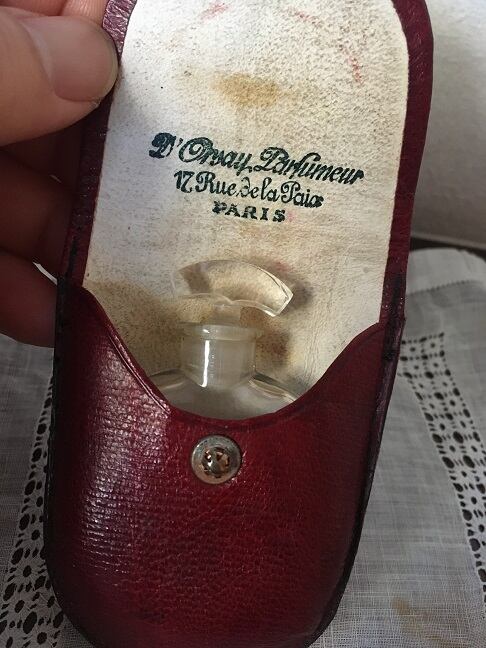 D'Orsay, Parfumeur
17, Rue de la Paix
PARIS